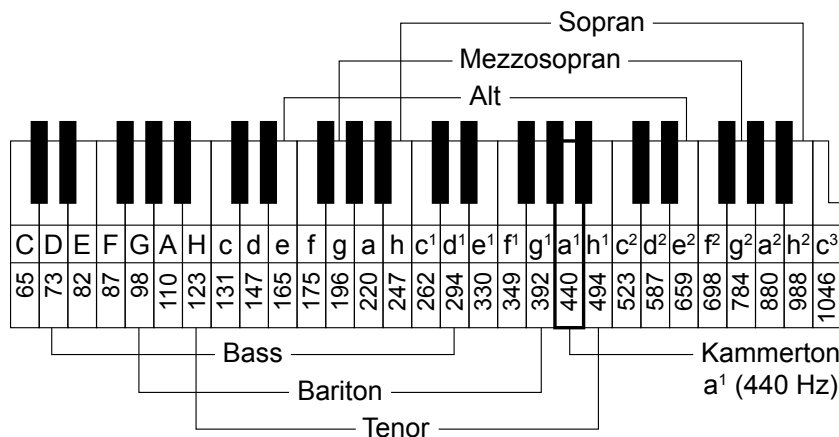 Sopran
Mezzosopran
Alt
C D E F G A H c d e f g a h c¹ d¹ e¹ f¹ g¹ a¹ h¹ c² d² e² f² g² a² h² c³
65 73 82 87 98 110 123 131 147 165 175 196 220 247 262 294 330 349 392 440 494 523 587 659 698 784 880 988 1046
Bass
Kammerton
Bariton
a¹ (440 Hz)
Tenor